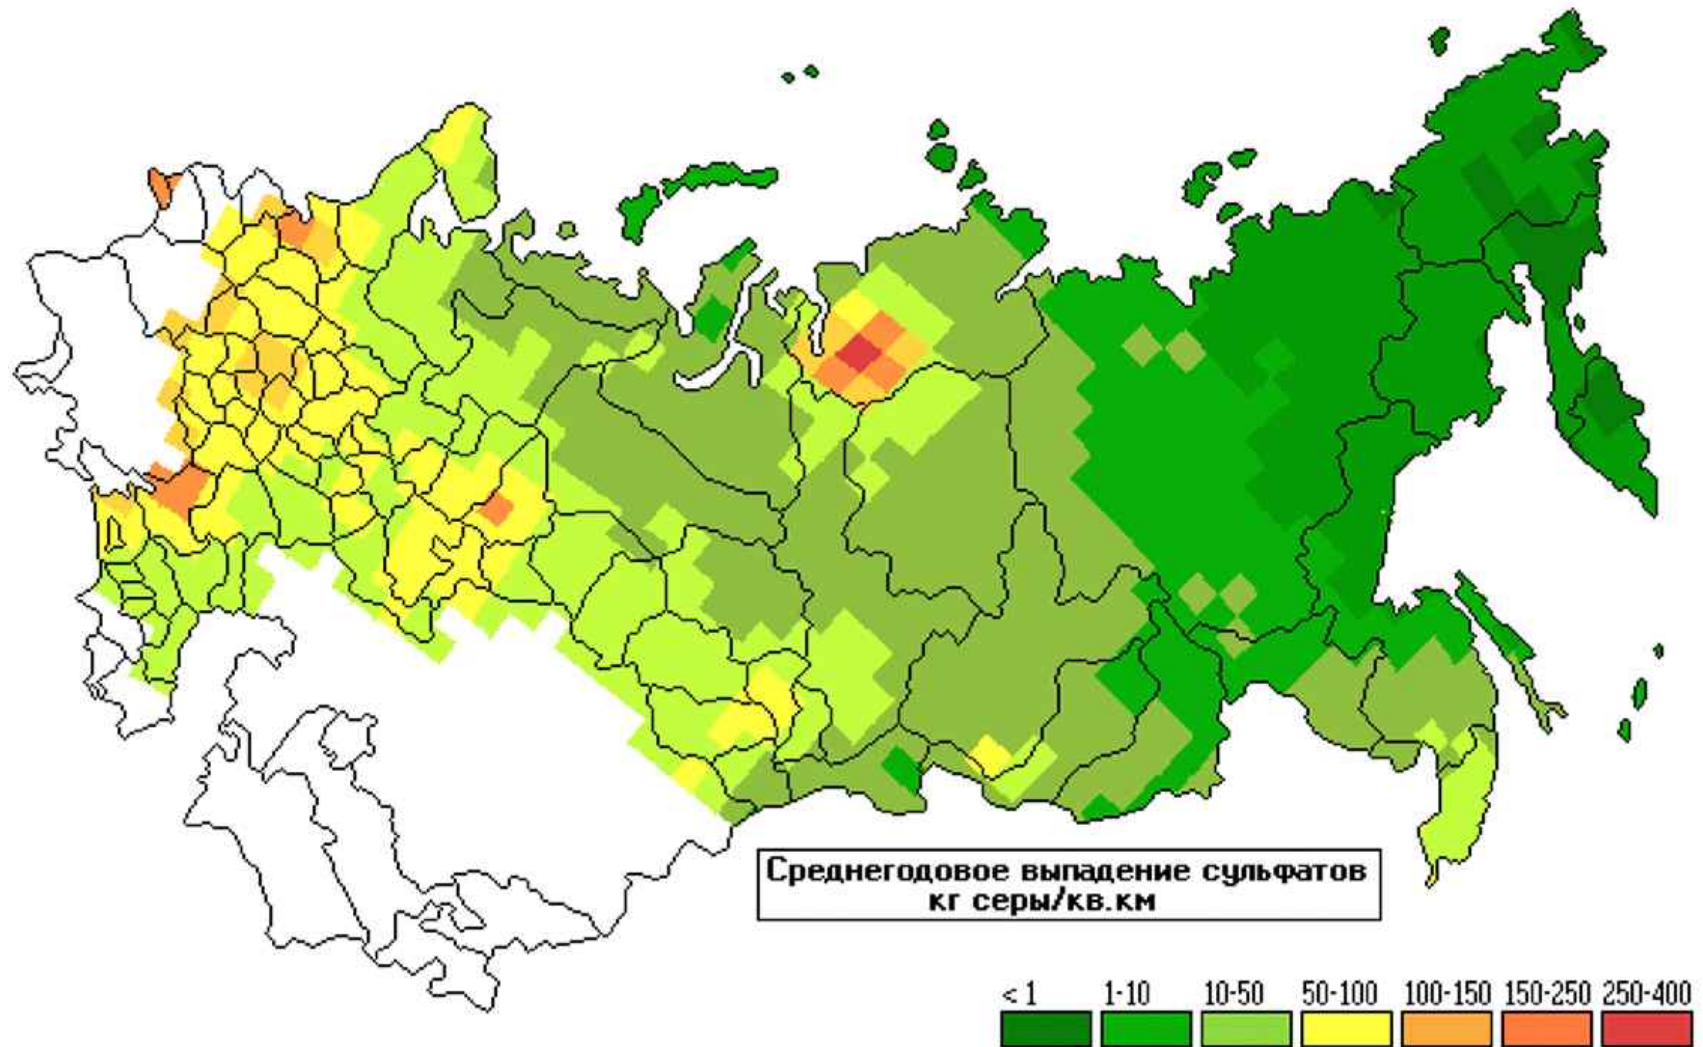 Среднегодовое выпадение сульфатов
кг серы/кв.км
< 1 1-10 10-50 50-100 100-150 150-250 250-400